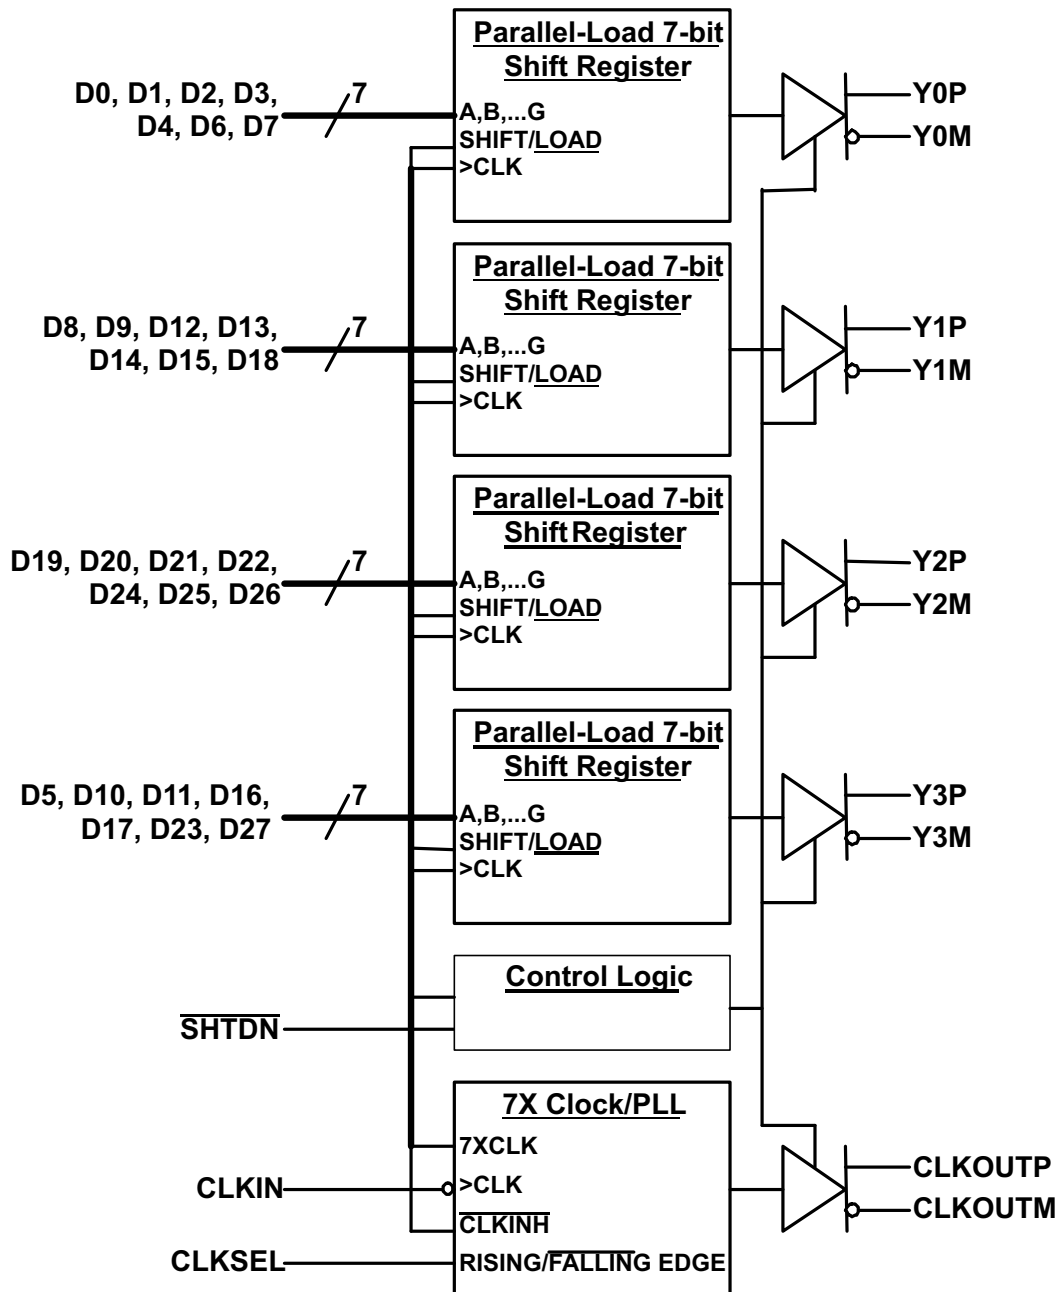 Parallel-Load 7-bit
Shift Register
D0, D1, D2, D3,
D4, D6, D7
7
A,B,...G
SHIFT/LOAD
>CLK
Y0P
Y0M
Parallel-Load 7-bit
Shift Register
D8, D9, D12, D13,
D14, D15, D18
7
A,B,...G
SHIFT/LOAD
>CLK
Y1P
Y1M
Parallel-Load 7-bit
Shift Register
D19, D20, D21, D22,
D24, D25, D26
7
A,B,...G
SHIFT/LOAD
>CLK
Y2P
Y2M
Parallel-Load 7-bit
Shift Register
D5, D10, D11, D16,
D17, D23, D27
7
A,B,...G
SHIFT/LOAD
>CLK
Y3P
Y3M
Control Logic
SHTDN
7X Clock/PLL
7XCLK
CLKIN
>CLK
CLKINH
CLKSEL
RISING/FALLING EDGE
CLKOUTP
CLKOUTM